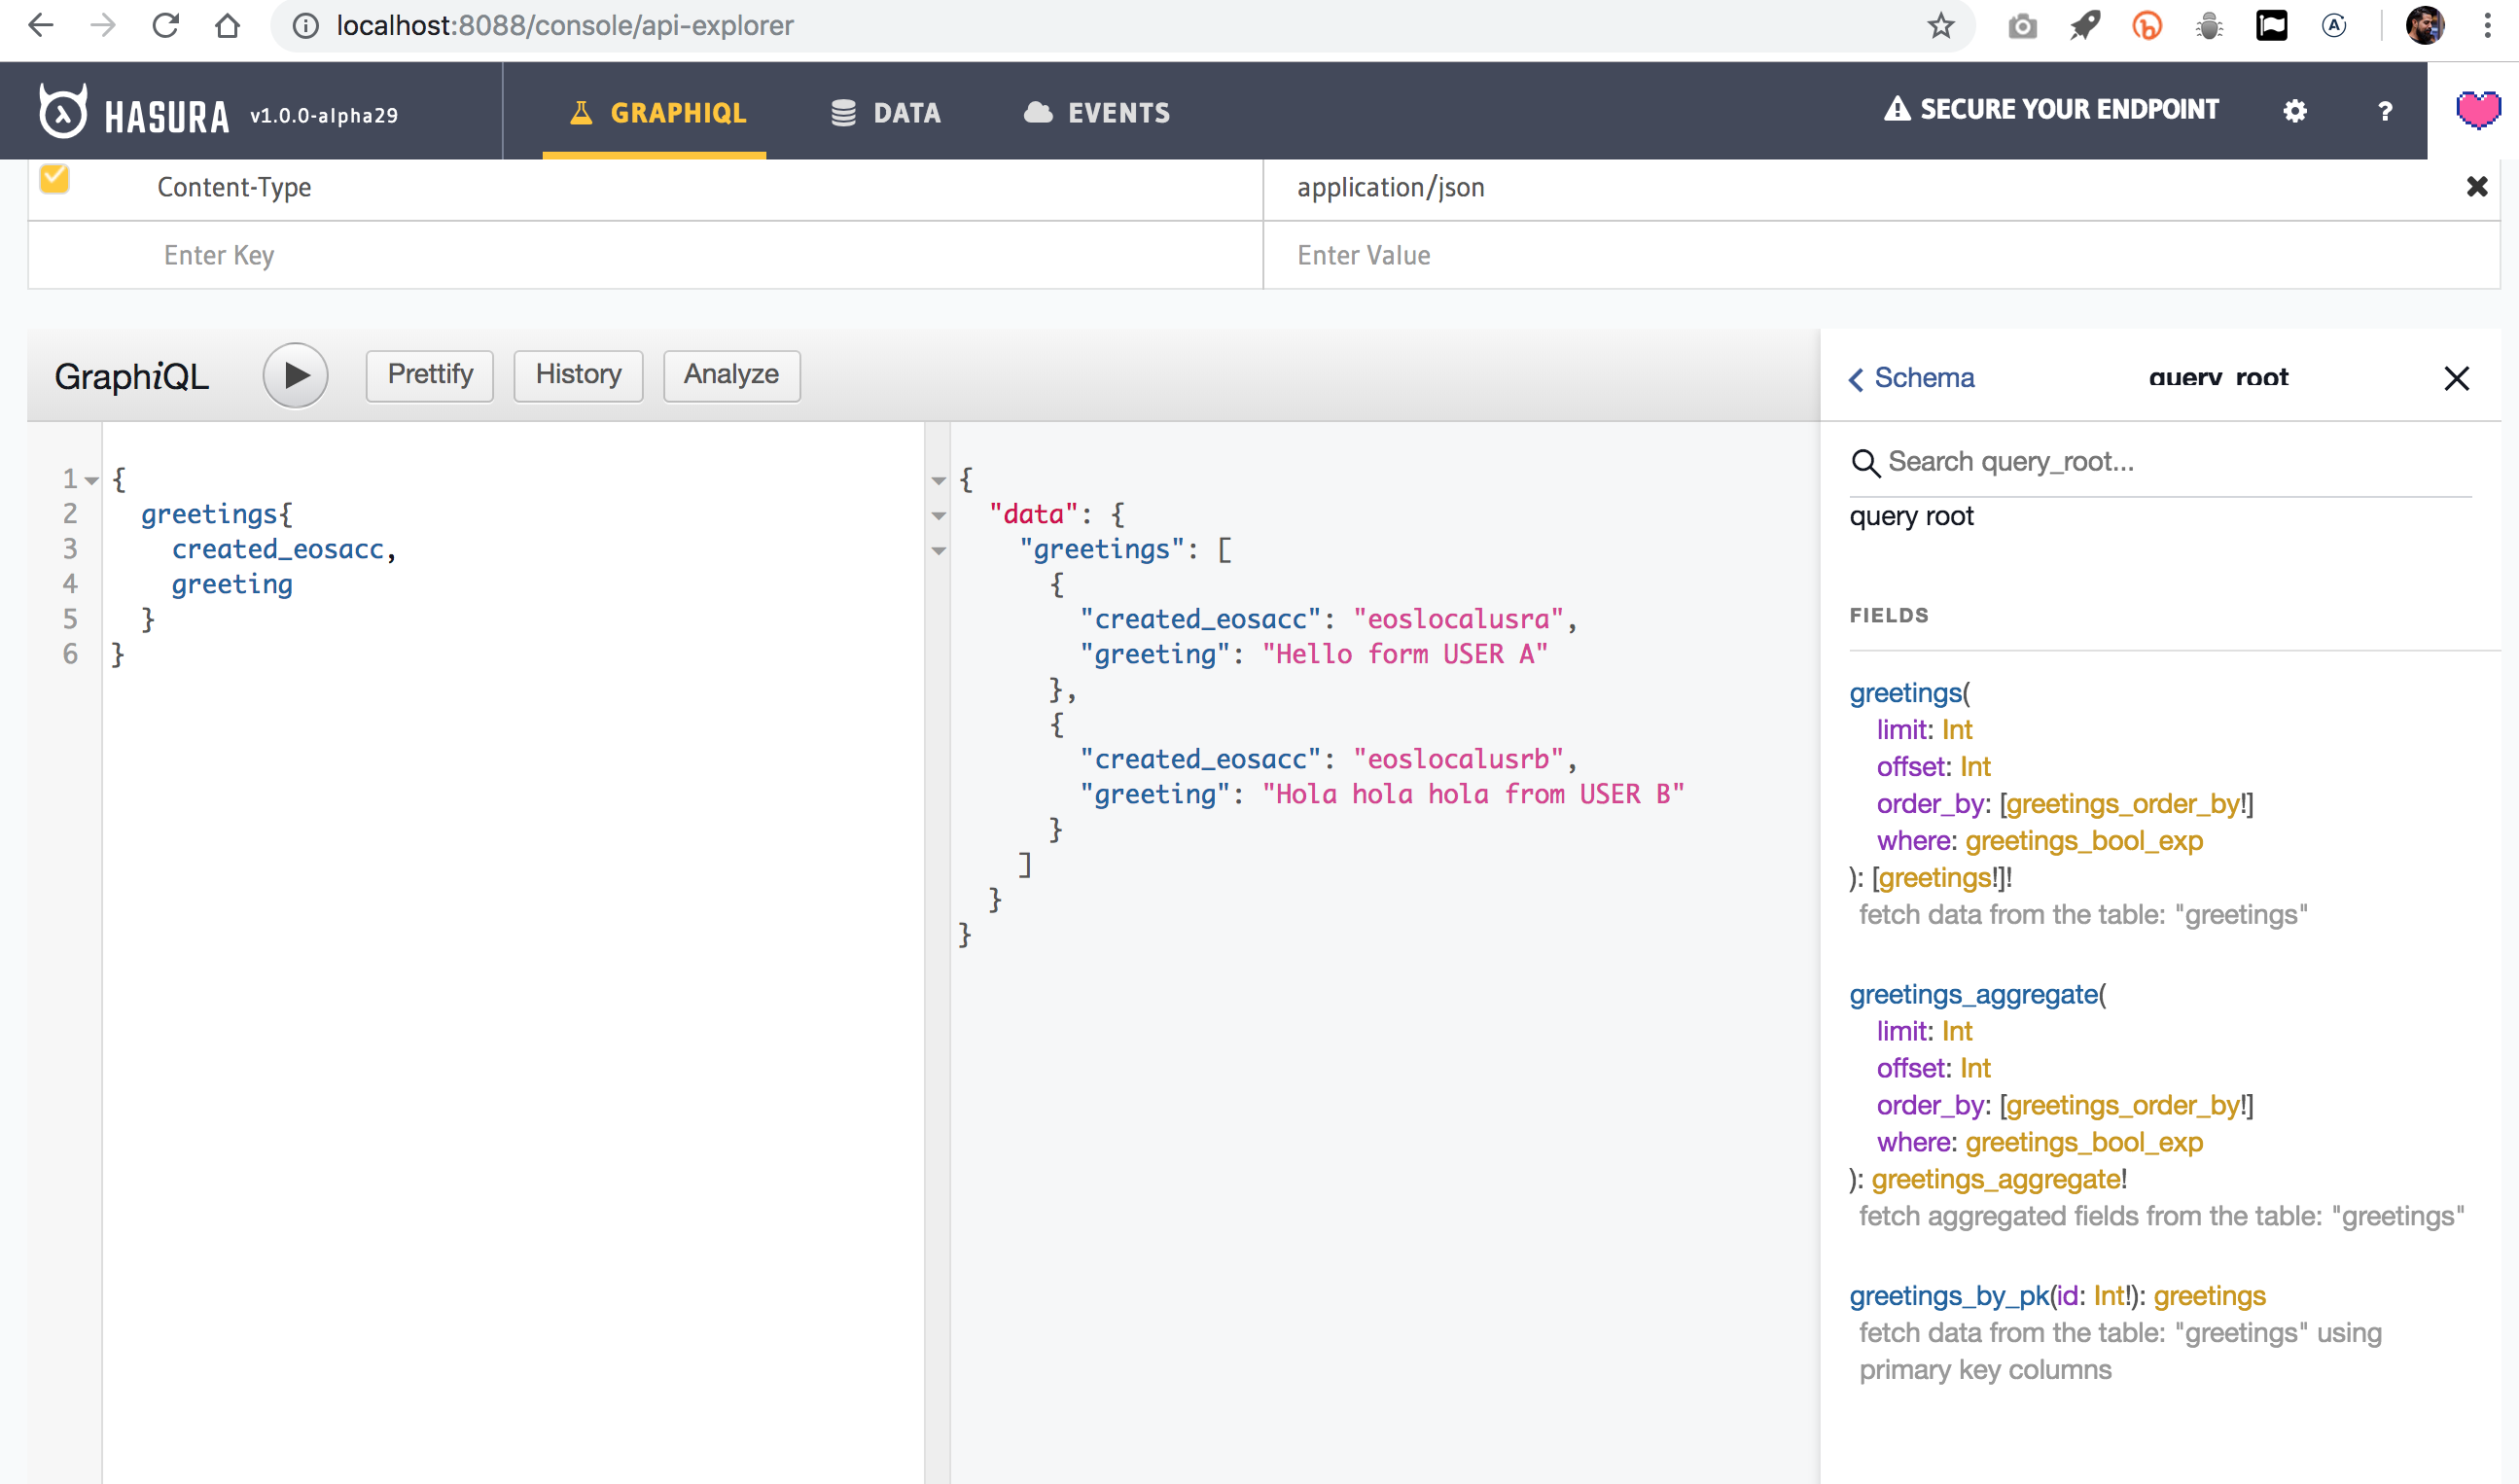 localhost:8088/console/api-explorer
HASURA v1.0.0-alpha29 GRAPHIQL DATA EVENTS SECURE YOUR ENDPOINT ?
Content-Type application/json
Enter Key Enter Value
GraphiQL Prettify History Analyze
1 {
2 greetings{
3 created_eosacc,
4 greeting
5 }
6 }
{
"data": {
"greetings": [
{
"created_eosacc": "eoslocalusra",
"greeting": "Hello form USER A"
},
{
"created_eosacc": "eoslocalusrb",
"greeting": "Hola hola hola from USER B"
}
]
}
}
Schema query_root
Search query_root...
query root
FIELDS
greetings(
limit: Int
offset: Int
order_by: [greetings_order_by!]
where: greetings_bool_exp
): [greetings!]!
fetch data from the table: "greetings"
greetings_aggregate(
limit: Int
offset: Int
order_by: [greetings_order_by!]
where: greetings_bool_exp
): greetings_aggregate!
fetch aggregated fields from the table: "greetings"
greetings_by_pk(id: Int!): greetings
fetch data from the table: "greetings" using
primary key columns